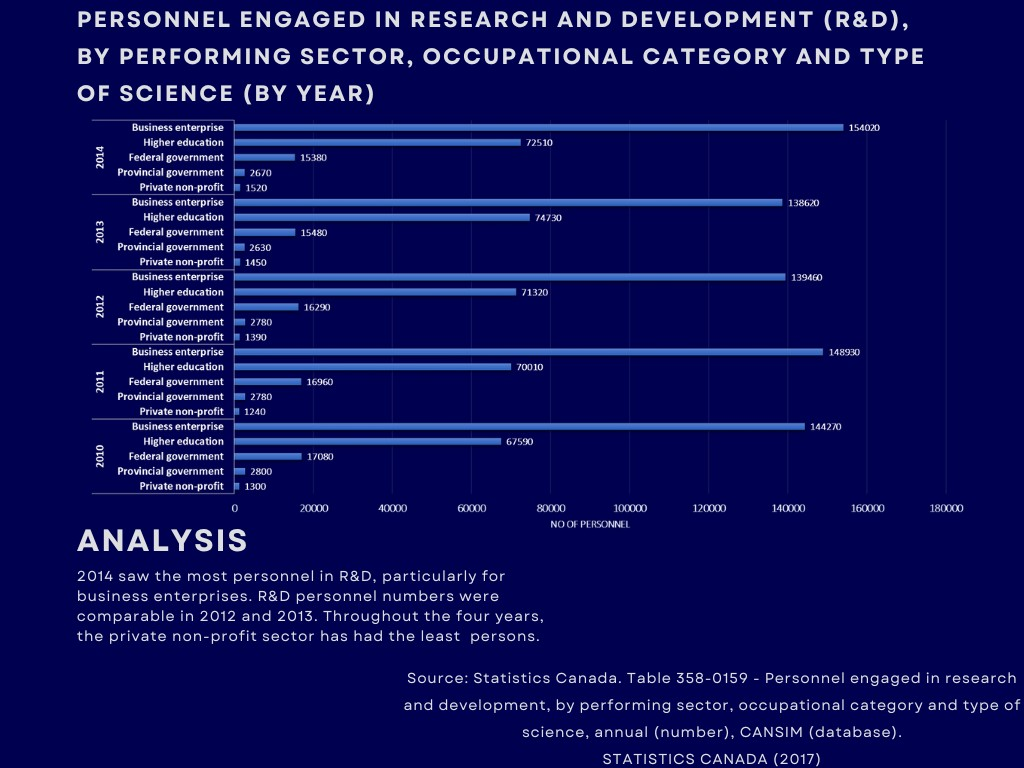 PERSONNEL ENGAGED IN RESEARCH AND DEVELOPMENT (R&D),
BY PERFORMING SECTOR, OCCUPATIONAL CATEGORY AND TYPE
OF SCIENCE (BY YEAR)
2014
Business enterprise 154020
Higher education 72510
Federal government 15380
Provincial government 2670
Private non-profit 1520
2013
Business enterprise 138620
Higher education 74730
Federal government 15480
Provincial government 2630
Private non-profit 1450
2012
Business enterprise 139460
Higher education 71320
Federal government 16290
Provincial government 2780
Private non-profit 1390
2011
Business enterprise 148930
Higher education 70010
Federal government 16960
Provincial government 2780
Private non-profit 1240
2010
Business enterprise 144270
Higher education 67590
Federal government 17080
Provincial government 2800
Private non-profit 1300
0 20000 40000 60000 80000 100000 120000 140000 160000 180000
NO OF PERSONNEL
ANALYSIS
2014 saw the most personnel in R&D, particularly for
business enterprises. R&D personnel numbers were
comparable in 2012 and 2013. Throughout the four years,
the private non-profit sector has had the least  persons.
Source: Statistics Canada. Table 358-0159 - Personnel engaged in research
and development, by performing sector, occupational category and type of
science, annual (number), CANSIM (database).
STATISTICS CANADA (2017)